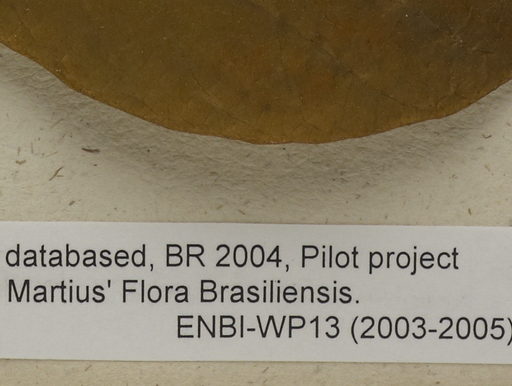 databased, BR 2004, Pilot project
Martius' Flora Brasiliensis.
ENBI-WP13 (2003-2005)